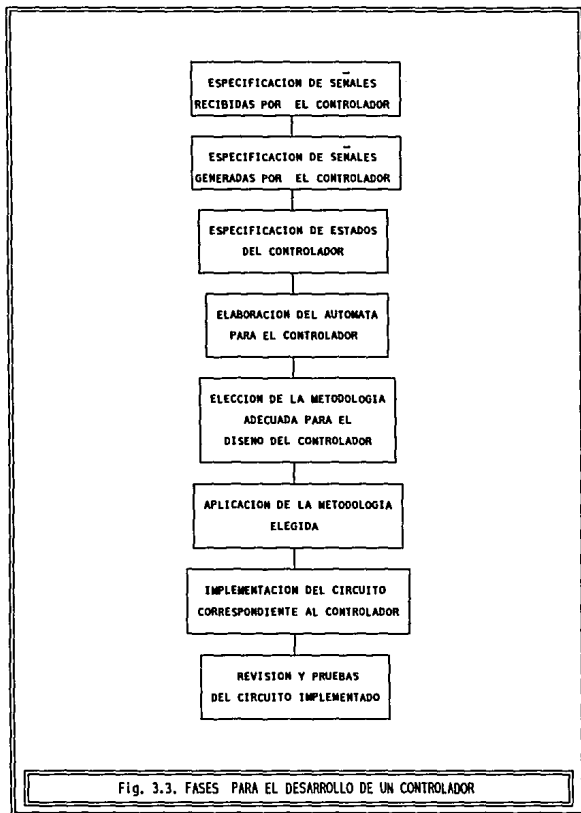 ESPECIFICACION DE SEÑALES
RECIBIDAS POR EL CONTROLADOR
ESPECIFICACION DE SEÑALES
GENERADAS POR EL CONTROLADOR
ESPECIFICACION DE ESTADOS
DEL CONTROLADOR
ELABORACION DEL AUTOMATA
PARA EL CONTROLADOR
ELECCION DE LA METODOLOGIA
ADECUADA PARA EL
DISENO DEL CONTROLADOR
APLICACION DE LA METODOLOGIA
ELEGIDA
IMPLEMENTACION DEL CIRCUITO
CORRESPONDIENTE AL CONTROLADOR
REVISION Y PRUEBAS
DEL CIRCUITO IMPLEMENTADO
Fig. 3.3. FASES PARA EL DESARROLLO DE UN CONTROLADOR